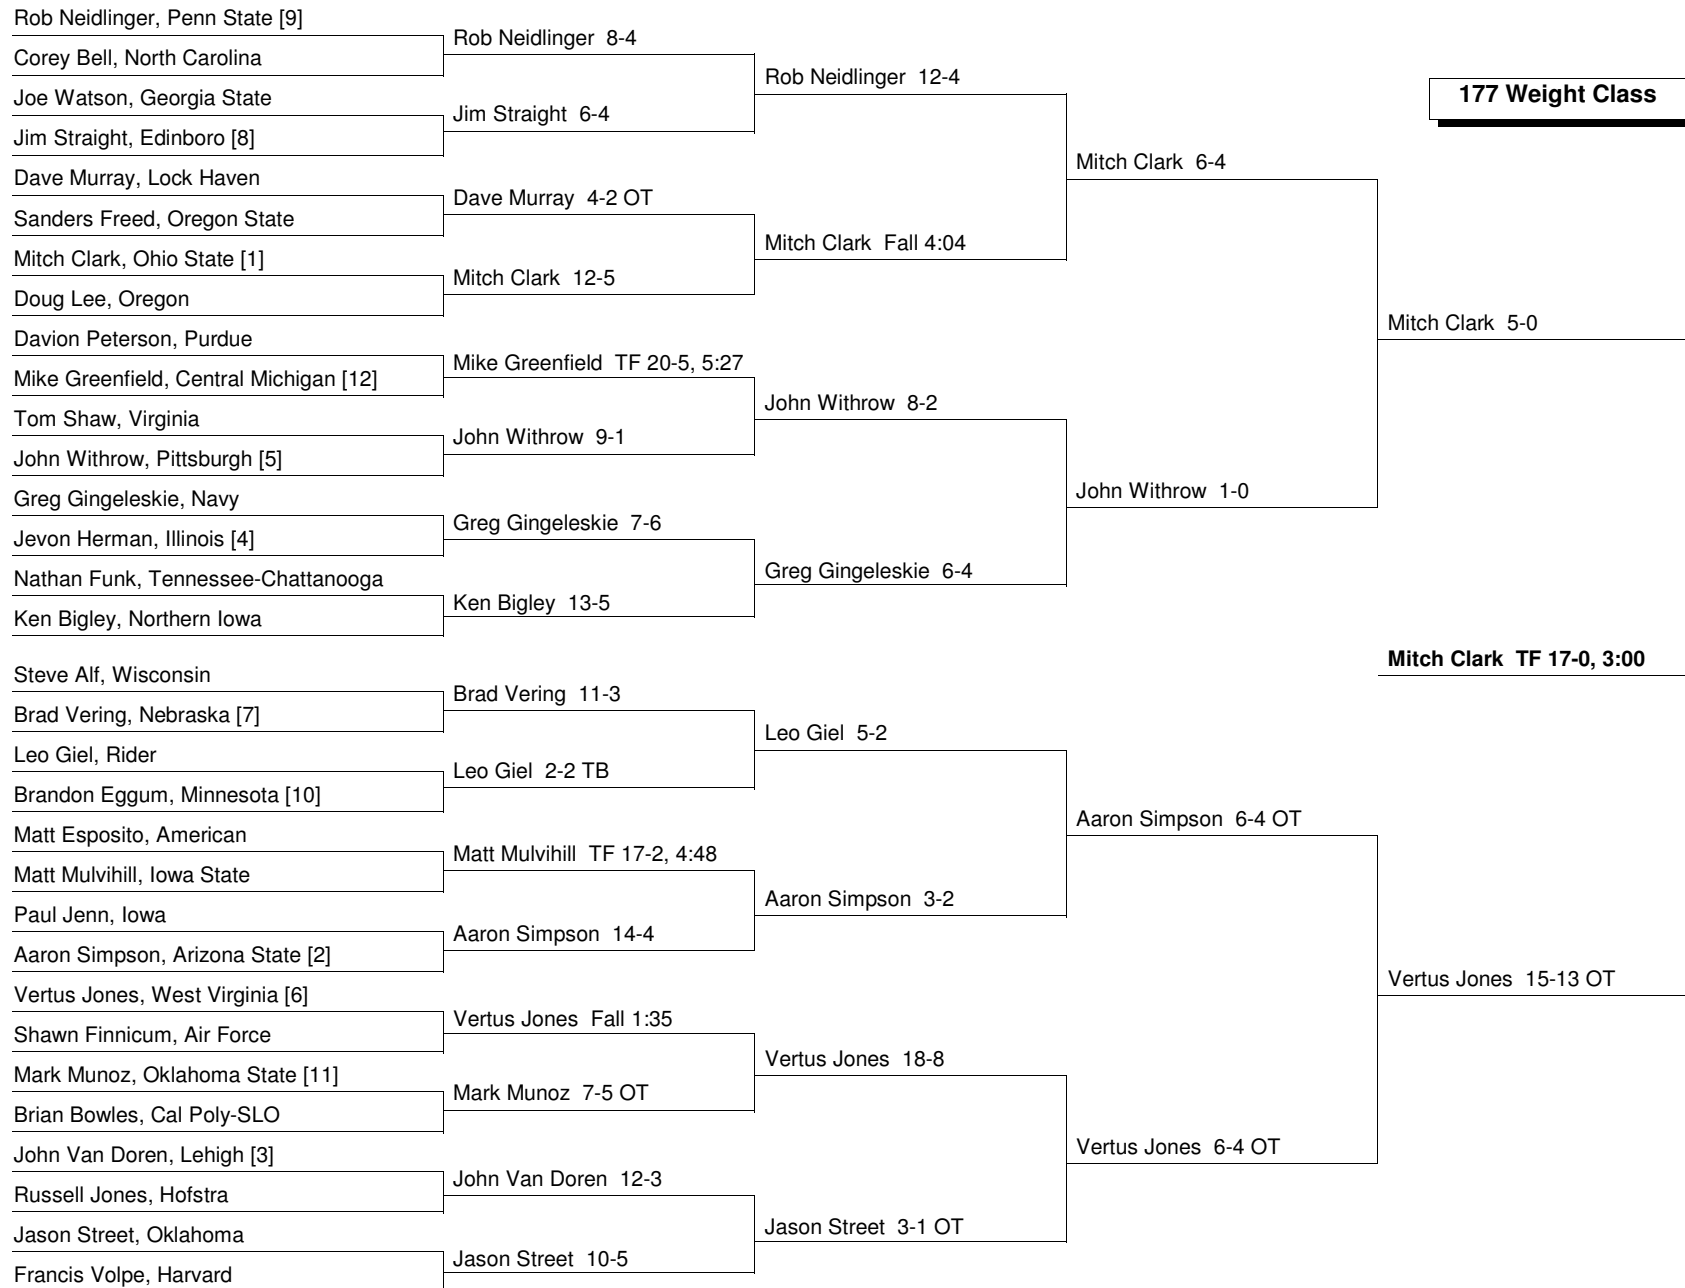 Rob Neidlinger, Penn State [9]
Corey Bell, North Carolina
Joe Watson, Georgia State
Jim Straight, Edinboro [8]
Dave Murray, Lock Haven
Sanders Freed, Oregon State
Mitch Clark, Ohio State [1]
Doug Lee, Oregon
Davion Peterson, Purdue
Mike Greenfield, Central Michigan [12]
Tom Shaw, Virginia
John Withrow, Pittsburgh [5]
Greg Gingeleskie, Navy
Jevon Herman, Illinois [4]
Nathan Funk, Tennessee-Chattanooga
Ken Bigley, Northern Iowa
Steve Alf, Wisconsin
Brad Vering, Nebraska [7]
Leo Giel, Rider
Brandon Eggum, Minnesota [10]
Matt Esposito, American
Matt Mulvihill, Iowa State
Paul Jenn, Iowa
Aaron Simpson, Arizona State [2]
Vertus Jones, West Virginia [6]
Shawn Finnicum, Air Force
Mark Munoz, Oklahoma State [11]
Brian Bowles, Cal Poly-SLO
John Van Doren, Lehigh [3]
Russell Jones, Hofstra
Jason Street, Oklahoma
Francis Volpe, Harvard
Rob Neidlinger 8-4
Jim Straight 6-4
Dave Murray 4-2 OT
Mitch Clark 12-5
Mike Greenfield TF 20-5, 5:27
John Withrow 9-1
Greg Gingeleskie 7-6
Ken Bigley 13-5
Brad Vering 11-3
Leo Giel 2-2 TB
Matt Mulvihill TF 17-2, 4:48
Aaron Simpson 14-4
Vertus Jones Fall 1:35
Mark Munoz 7-5 OT
John Van Doren 12-3
Jason Street 10-5
Rob Neidlinger 12-4
Mitch Clark Fall 4:04
John Withrow 8-2
Greg Gingeleskie 6-4
Leo Giel 5-2
Aaron Simpson 3-2
Vertus Jones 18-8
Jason Street 3-1 OT
Mitch Clark 6-4
John Withrow 1-0
Aaron Simpson 6-4 OT
Vertus Jones 6-4 OT
177 Weight Class
Mitch Clark 5-0
Mitch Clark TF 17-0, 3:00
Vertus Jones 15-13 OT